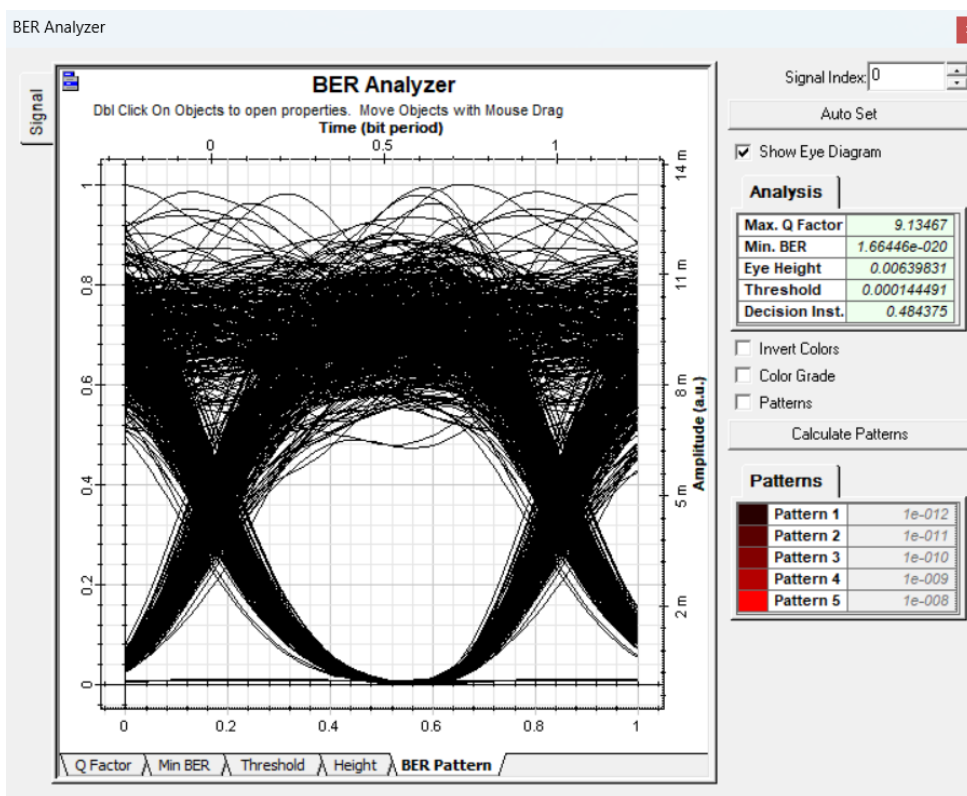 BER Analyzer
Signal
BER Analyzer
Dbl Click On Objects to open properties. Move Objects with Mouse Drag
Time (bit period)
0 0.5 1
1
0.8
0.6
0.4
0.2
0
14 m
11 m
8 m
5 m
2 m
Amplitude (a.u.)
0 0.2 0.4 0.6 0.8 1
Q Factor Min BER Threshold Height BER Pattern
Signal Index: 0
Auto Set
Show Eye Diagram
Analysis
Max. Q Factor 9.13467
Min. BER 1.66446e-020
Eye Height 0.00639831
Threshold 0.000144491
Decision Inst. 0.484375
Invert Colors
Color Grade
Patterns
Calculate Patterns
Patterns
Pattern 1 1e-012
Pattern 2 1e-011
Pattern 3 1e-010
Pattern 4 1e-009
Pattern 5 1e-008